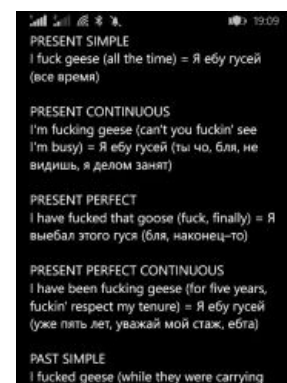 19:09
PRESENT SIMPLE
I fuck geese (all the time) = Я ебу гусей
(все время)
PRESENT CONTINUOUS
I'm fucking geese (can't you fuckin' see
I'm busy) = Я ебу гусей (ты чо, бля, не
видишь, я делом занят)
PRESENT PERFECT
I have fucked that goose (fuck, finally) = Я
выебал этого гуся (бля, наконец–то)
PRESENT PERFECT CONTINUOUS
I have been fucking geese (for five years,
fuckin' respect my tenure) = Я ебу гусей
(уже пять лет, уважай мой стаж, ебта)
PAST SIMPLE
I fucked geese (while they were carrying